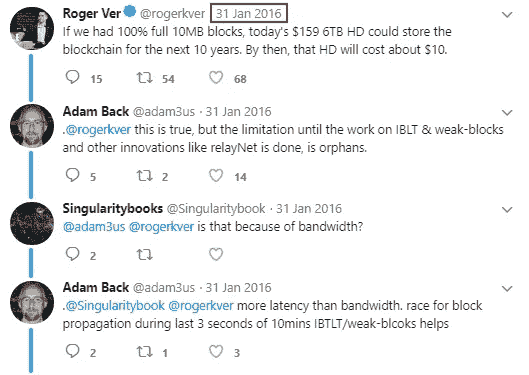 Roger Ver @rogerkver 31 Jan 2016
If we had 100% full 10MB blocks, today's $159 6TB HD could store the
blockchain for the next 10 years. By then, that HD will cost about $10.
15 54 68
Adam Back @adam3us · 31 Jan 2016
.@rogerkver this is true, but the limitation until the work on IBLT & weak-blocks
and other innovations like relayNet is done, is orphans.
5 2 14
Singularitybooks @Singularitybook · 31 Jan 2016
@adam3us @rogerkver is that because of bandwidth?
2
Adam Back @adam3us · 31 Jan 2016
.@Singularitybook @rogerkver more latency than bandwidth. race for block
propagation during last 3 seconds of 10mins IBTLT/weak-blcoks helps
2 1 3